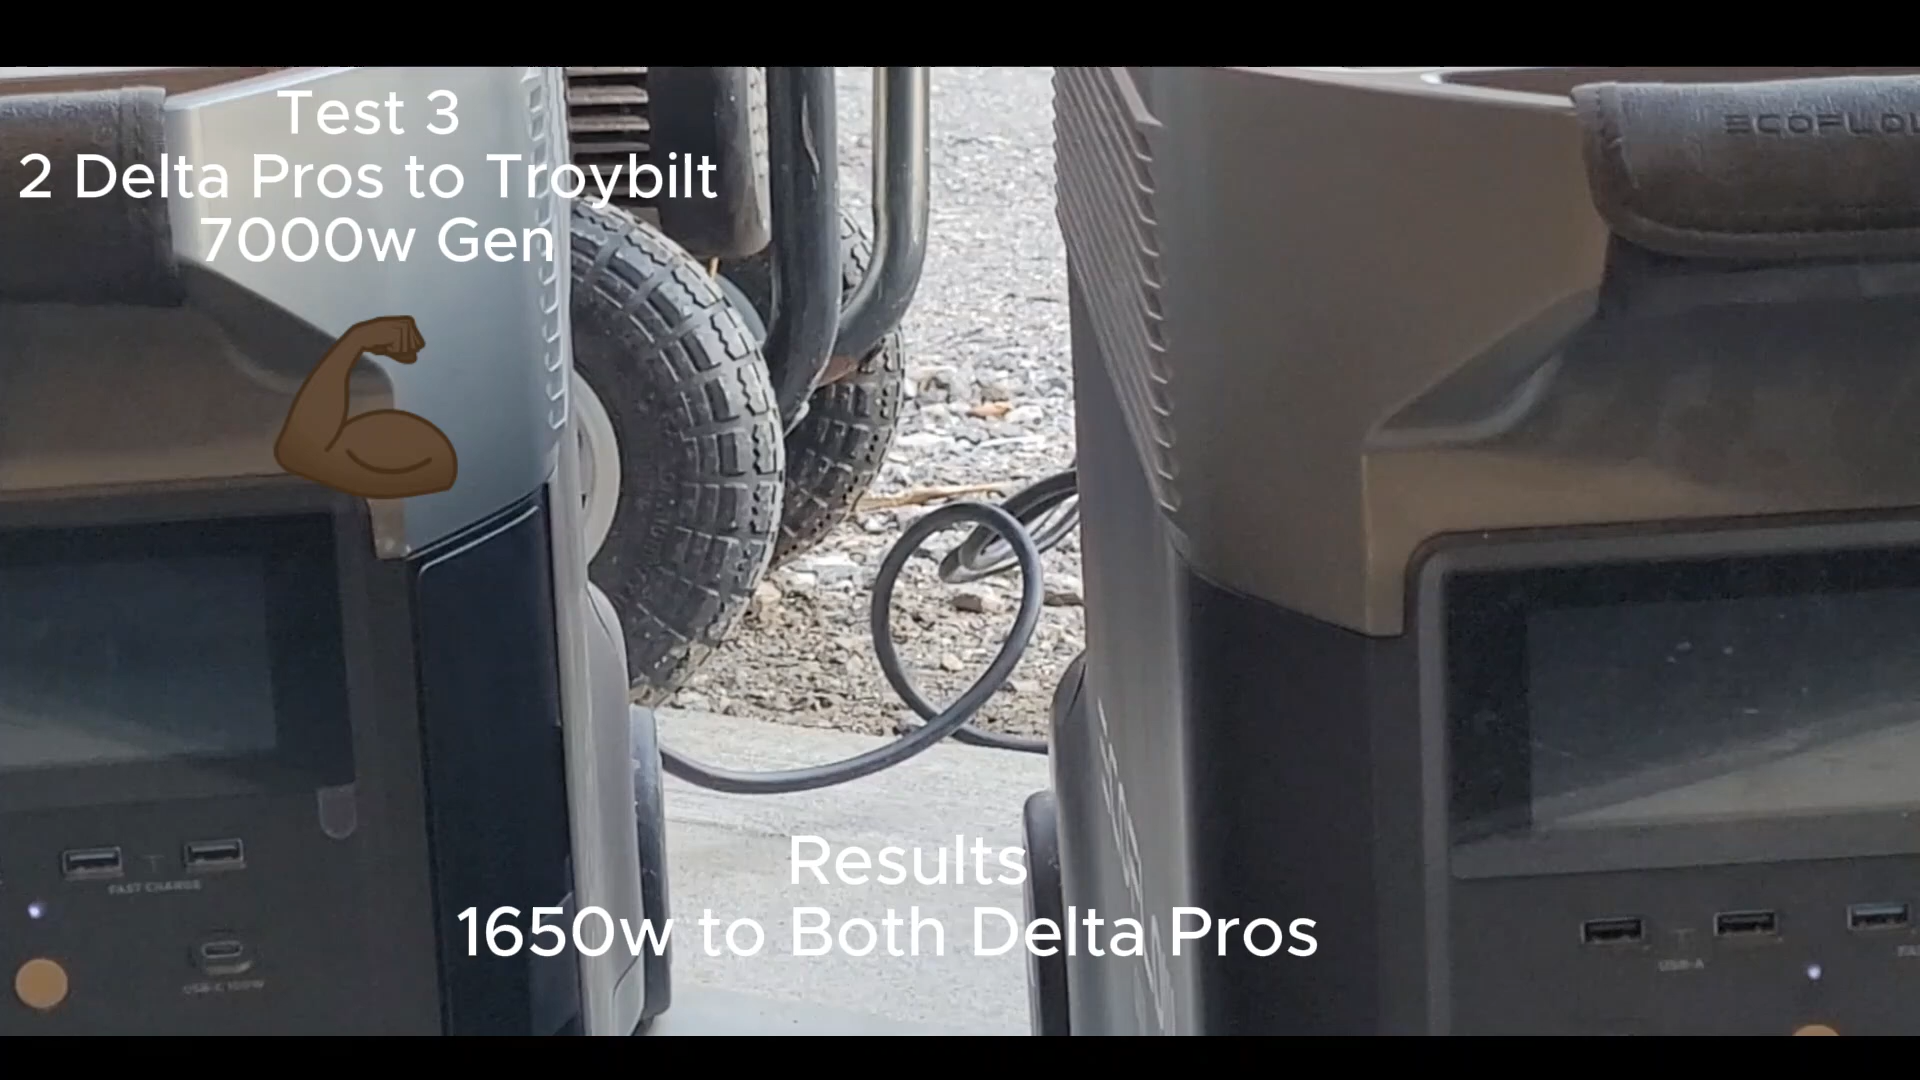 Test 3
2 Delta Pros to Troybilt
7000w Gen
ECOFLOW
FAST CHARGE
USB-C 100W
USB-A
Results
1650w to Both Delta Pros